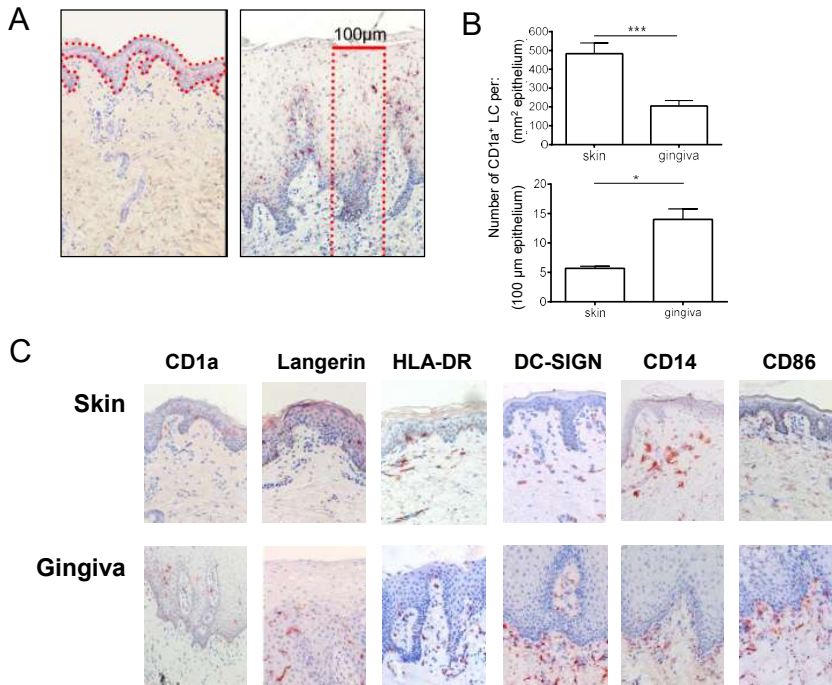 A
100μm
B
Number of CD1a⁺ LC per:
(mm² epithelium)
600
500
400
300
200
100
0
***
skin
gingiva
(100 μm epithelium)
20
15
10
5
0
*
skin
gingiva
C
CD1a
Langerin
HLA-DR
DC-SIGN
CD14
CD86
Skin
Gingiva